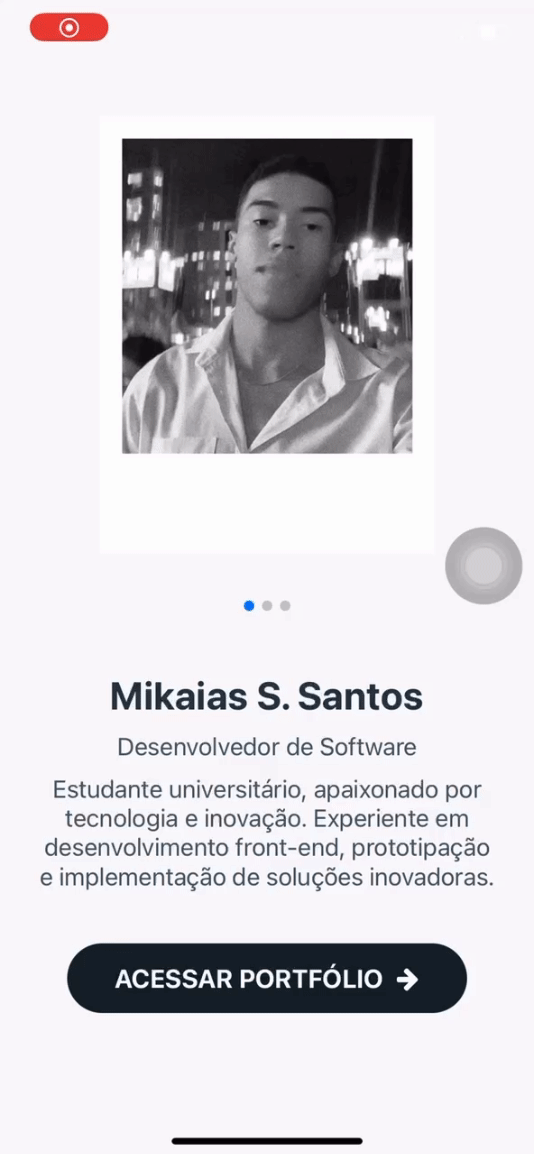 Mikaias S. Santos
Desenvolvedor de Software
Estudante universitário, apaixonado por
tecnologia e inovação. Experiente em
desenvolvimento front-end, prototipação
e implementação de soluções inovadoras.
ACESSAR PORTFÓLIO